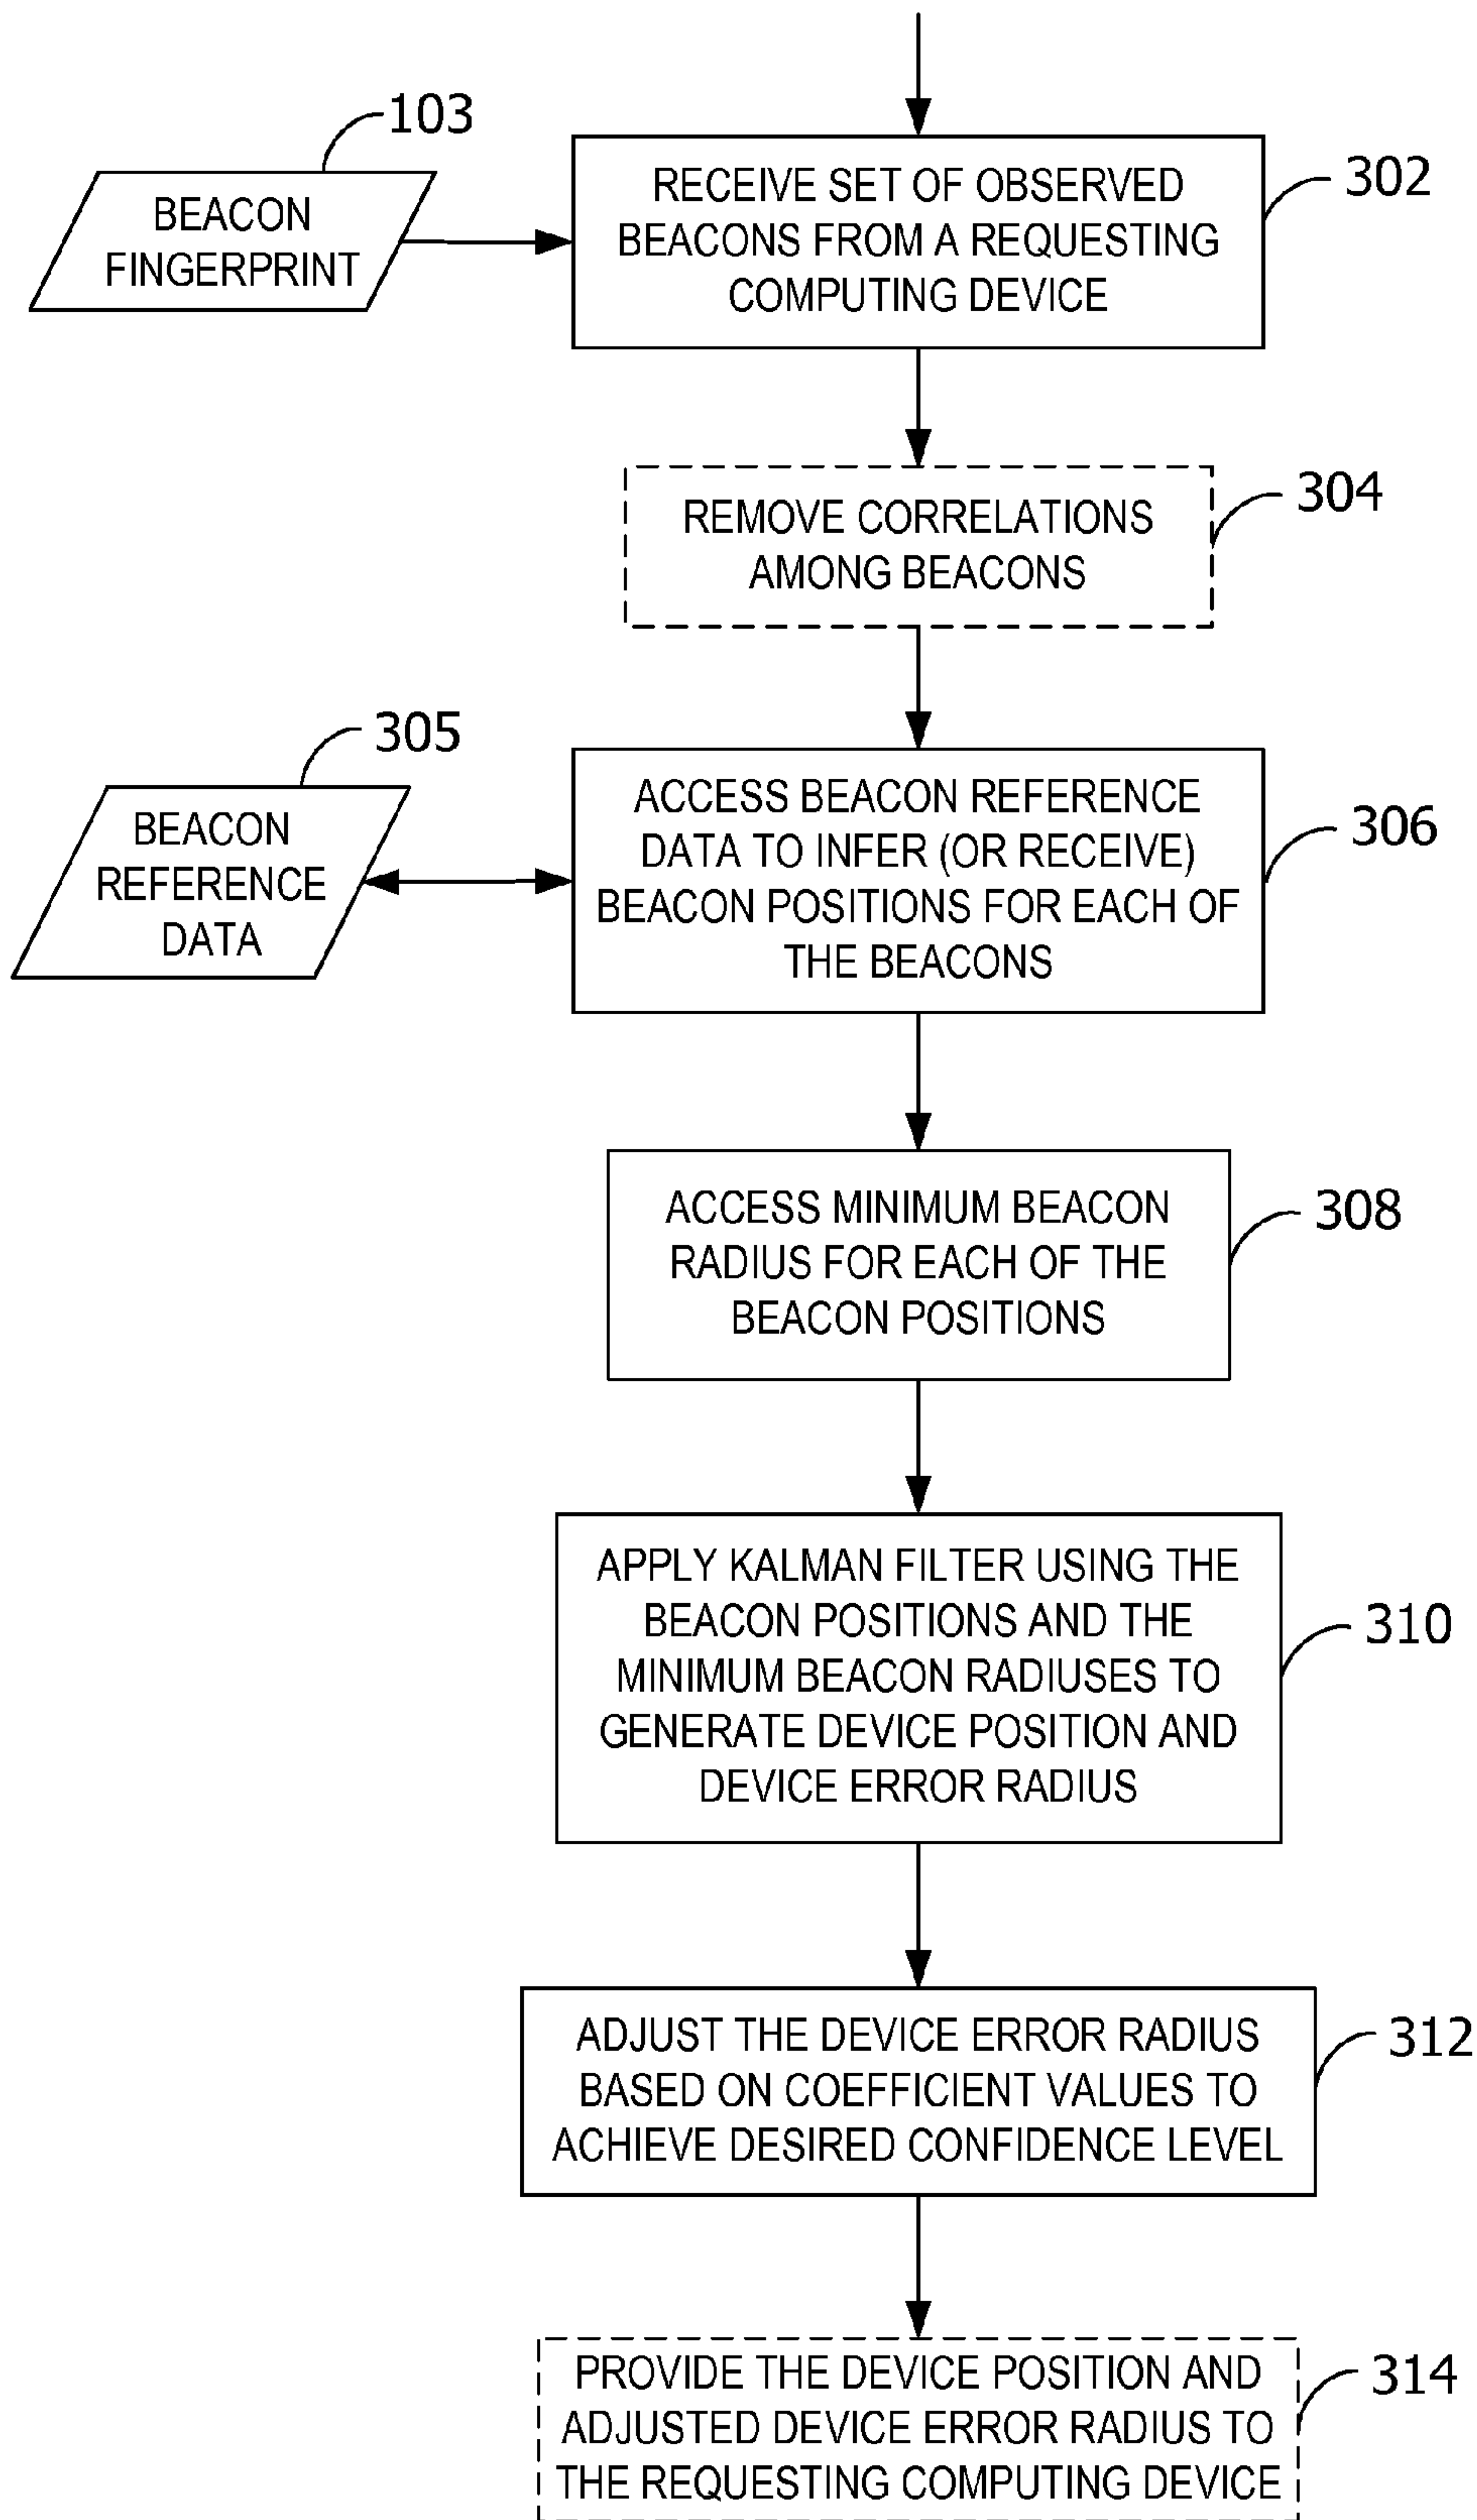 103
BEACON
FINGERPRINT
RECEIVE SET OF OBSERVED
BEACONS FROM A REQUESTING
COMPUTING DEVICE
302
REMOVE CORRELATIONS
AMONG BEACONS
304
305
BEACON
REFERENCE
DATA
ACCESS BEACON REFERENCE
DATA TO INFER (OR RECEIVE)
BEACON POSITIONS FOR EACH OF
THE BEACONS
306
ACCESS MINIMUM BEACON
RADIUS FOR EACH OF THE
BEACON POSITIONS
308
APPLY KALMAN FILTER USING THE
BEACON POSITIONS AND THE
MINIMUM BEACON RADIUSES TO
GENERATE DEVICE POSITION AND
DEVICE ERROR RADIUS
310
ADJUST THE DEVICE ERROR RADIUS
BASED ON COEFFICIENT VALUES TO
ACHIEVE DESIRED CONFIDENCE LEVEL
312
PROVIDE THE DEVICE POSITION AND
ADJUSTED DEVICE ERROR RADIUS TO
THE REQUESTING COMPUTING DEVICE
314